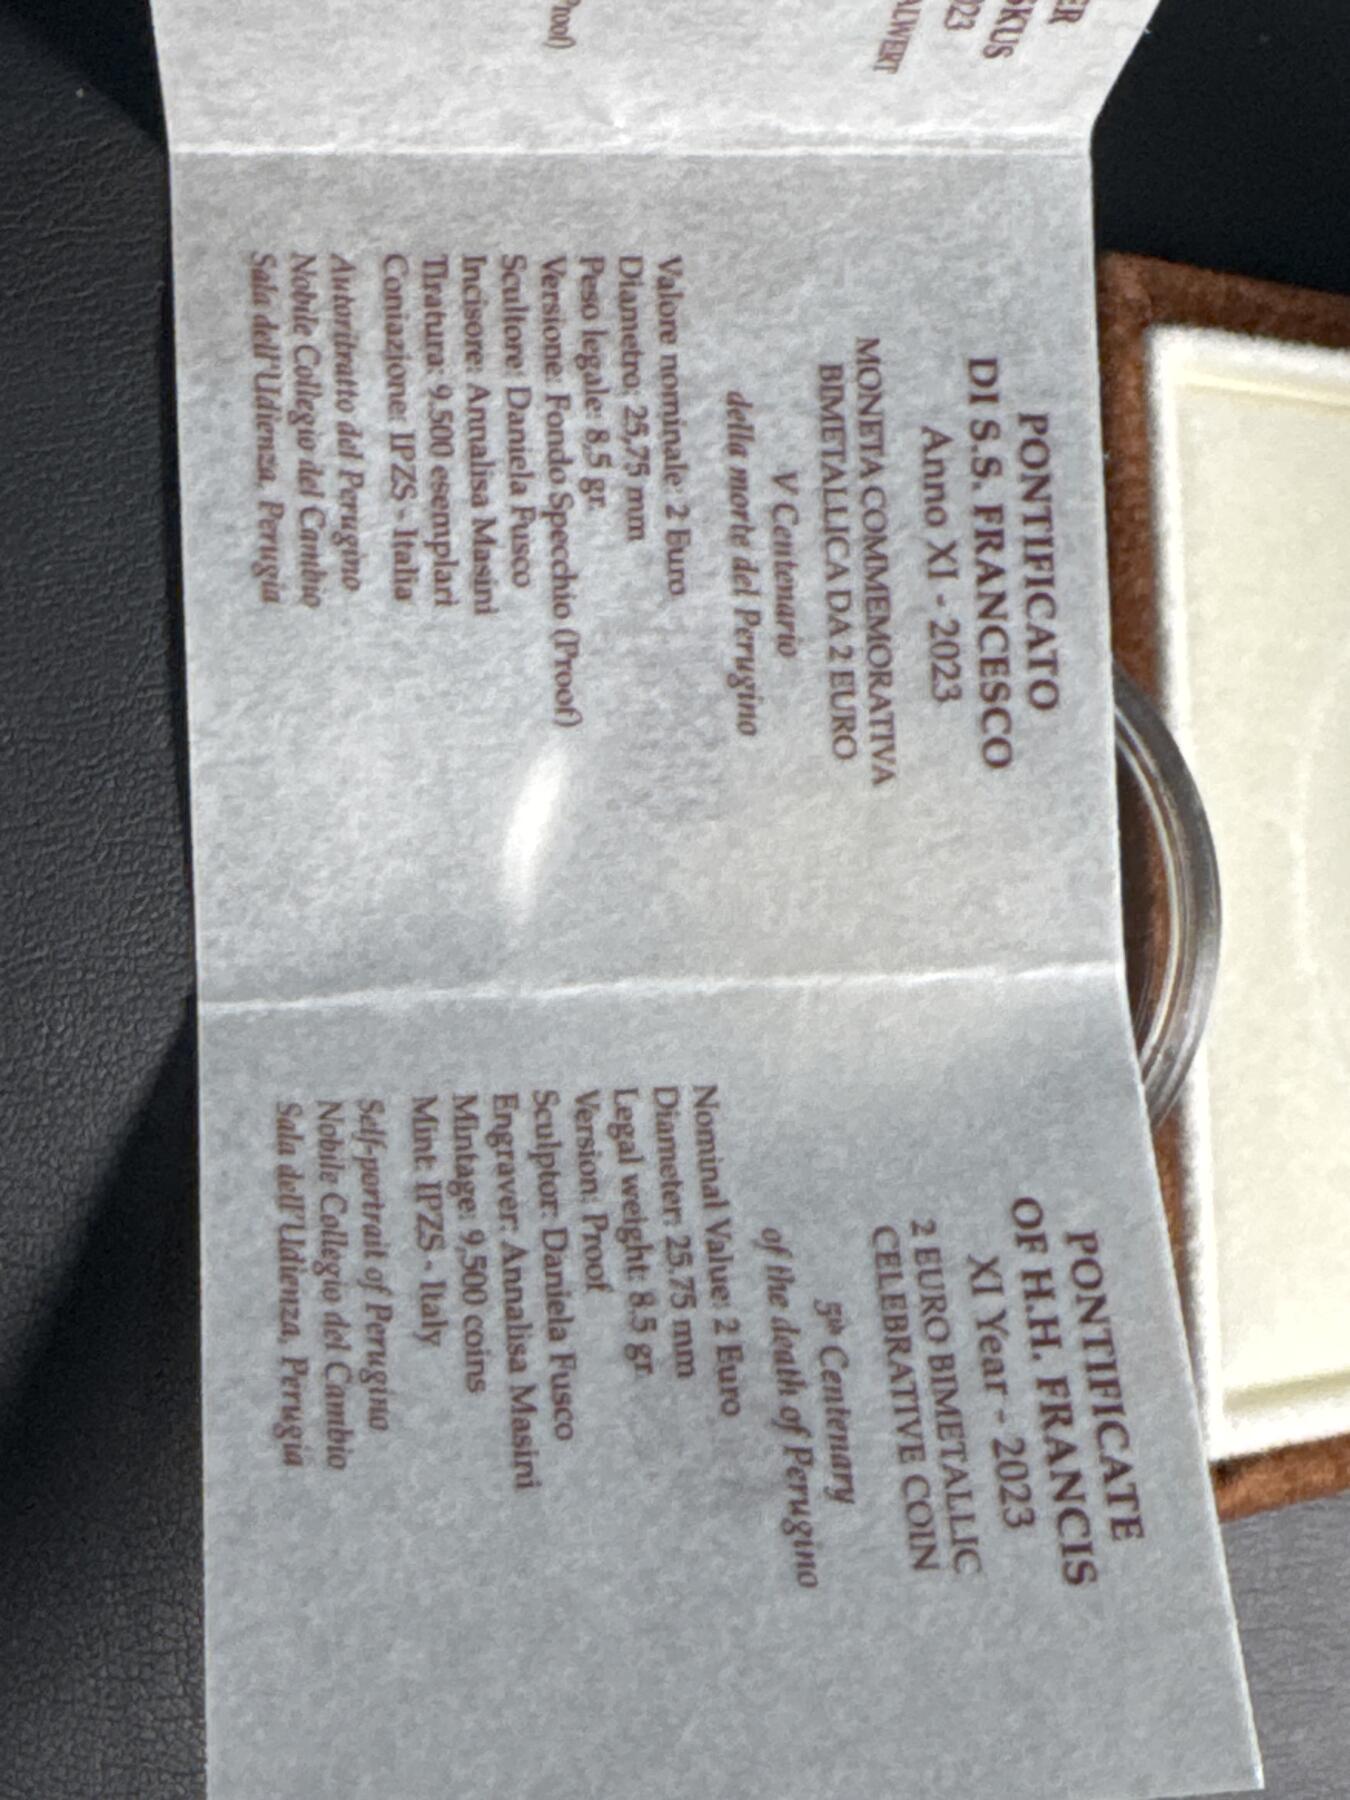 ALWERT
Proof)
PONTIFICATO
DI S.S. FRANCESCO
Anno XI - 2023
MONETA COMMEMORATIVA
BIMETALLICA DA 2 EURO
V Centenario
della morte del Perugino
Valore nominale: 2 Euro
Diametro: 25,75 mm
Peso legale: 8,5 gr.
Versione: Fondo Specchio (Proof)
Scultore: Daniela Fusco
Incisore: Annalisa Masini
Tiratura: 9.500 esemplari
Coniazione: IPZS - Italia
Autoritratto del Perugino
Nobile Collegio del Cambio
Sala dell'Udienza, Perugia
PONTIFICATE
OF H.H. FRANCIS
XI Year - 2023
2 EURO BIMETALLIC
CELEBRATIVE COIN
5th Centenary
of the death of Perugino
Nominal Value: 2 Euro
Diameter: 25.75 mm
Legal weight: 8.5 gr.
Version: Proof
Sculptor: Daniela Fusco
Engraver: Annalisa Masini
Mintage: 9,500 coins
Mint: IPZS - Italy
Self-portrait of Perugino
Nobile Collegio del Cambio
Sala dell'Udienza, Perugia